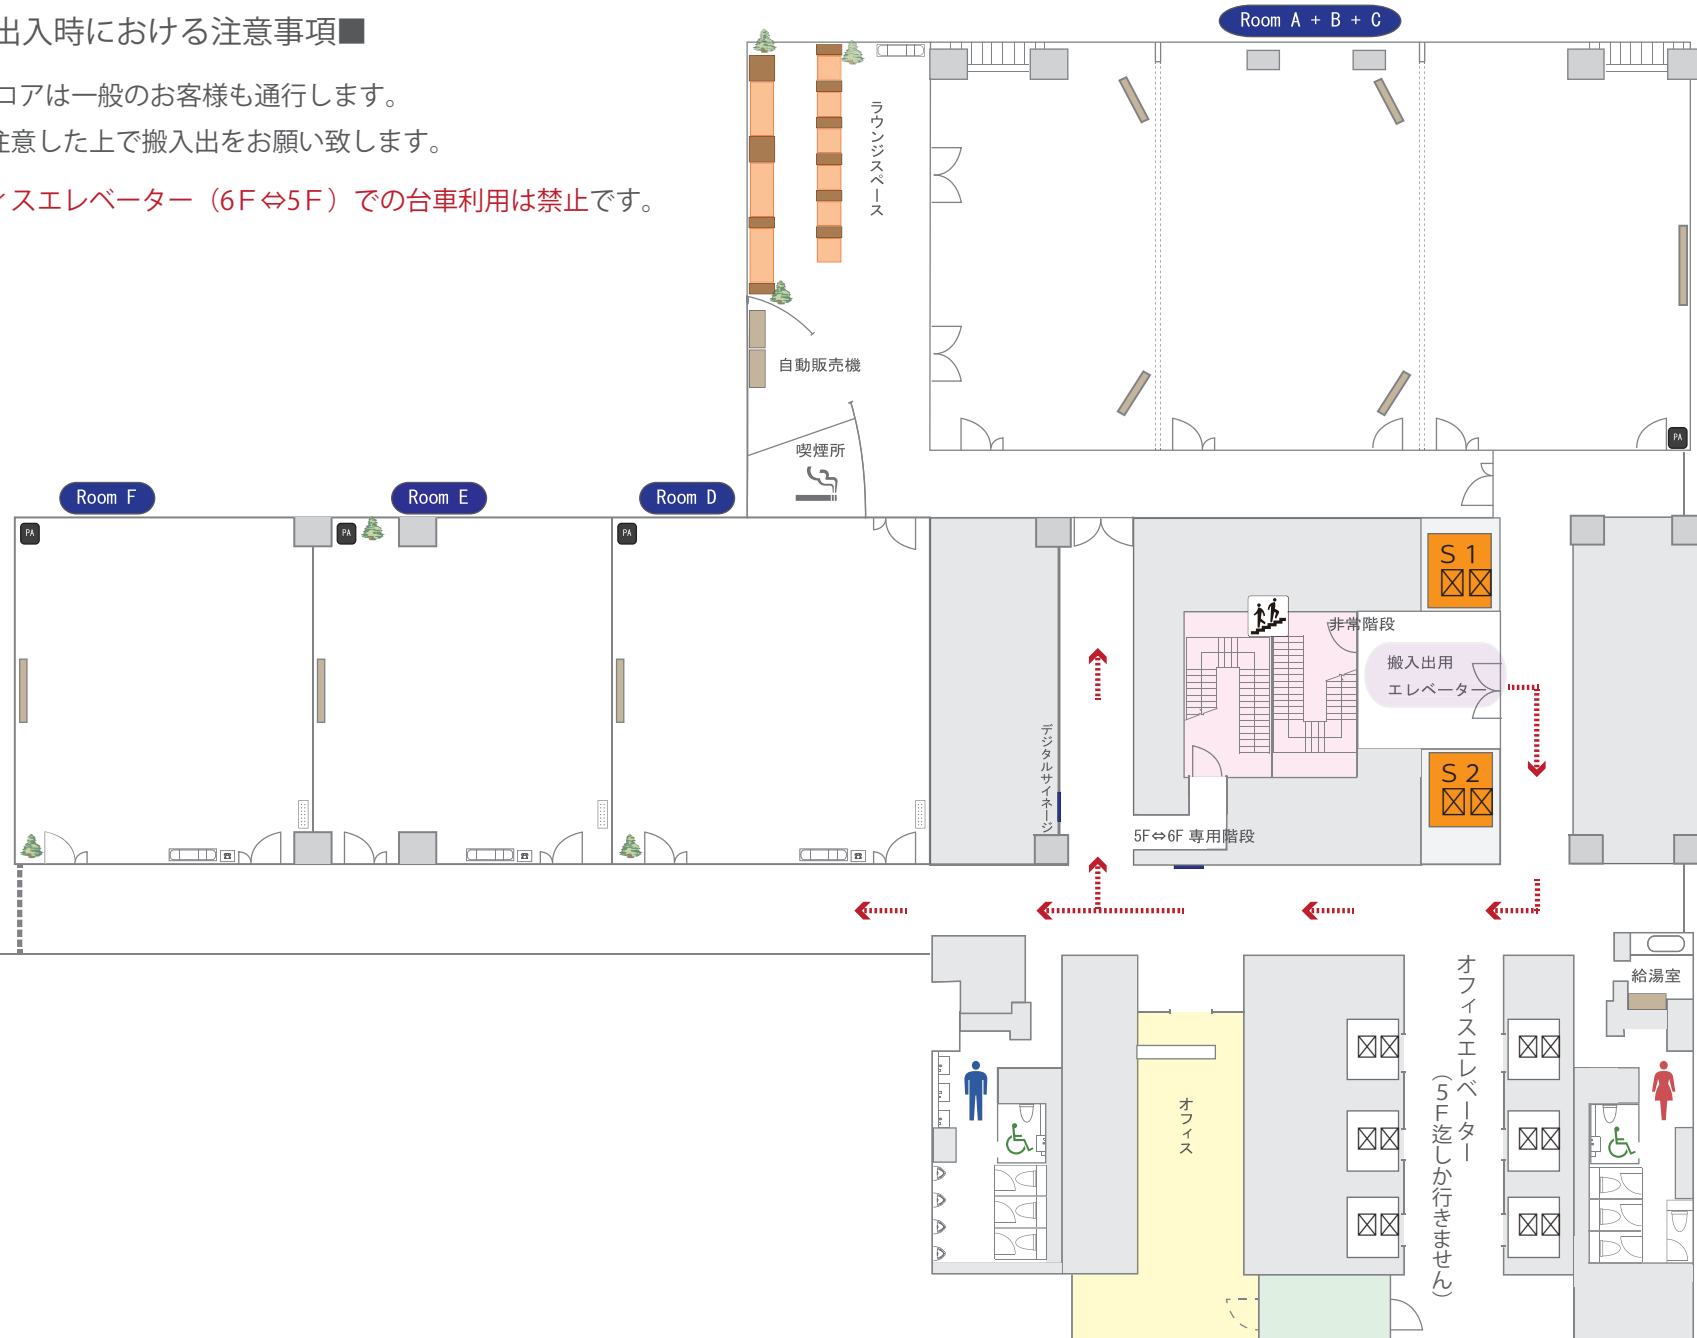 出入時における注意事項■
コアは一般のお客様も通行します。
注意した上で搬入出をお願い致します。
ィスエレベーター（6Ｆ⇔5Ｆ）での台車利用は禁止です。
Room A + B + C
ラウンジスペース
自動販売機
喫煙所
PA
Room F
Room E
Room D
PA
PA
PA
S 1
非常階段
搬入出用
エレベーター
デジタルサイネージ
S 2
5F⇔6F 専用階段
給湯室
オフィスエレベーター
（5Ｆ迄しか行きません）
オフィス